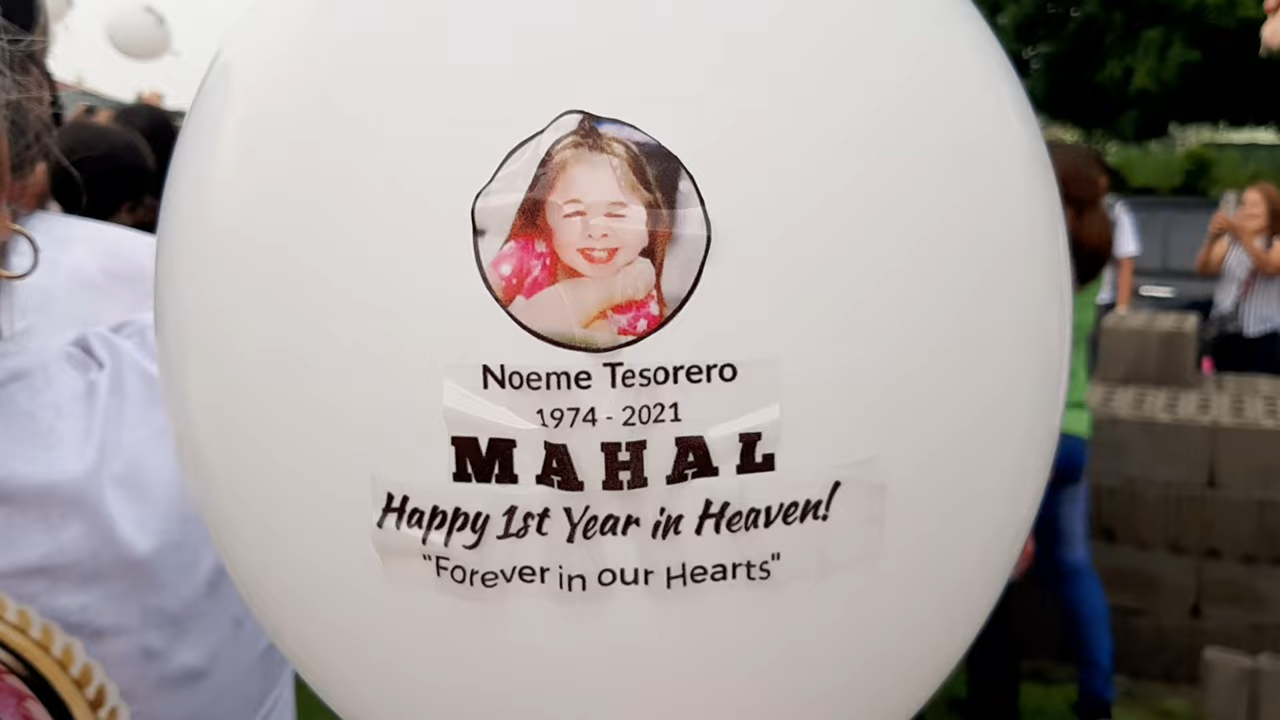 Noeme Tesorero
1974 - 2021
MAHAL
Happy 1st Year in Heaven!
"Forever in our Hearts"